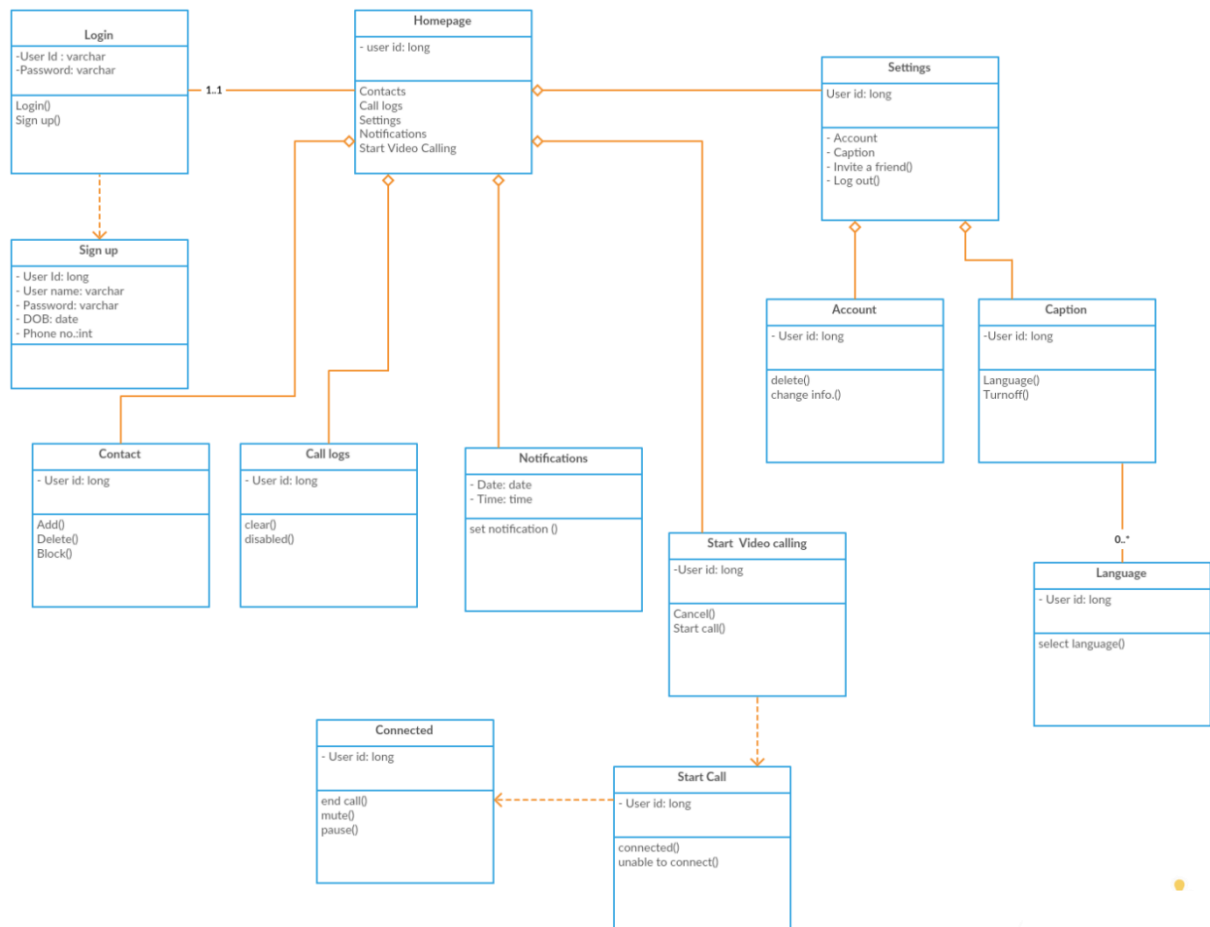 Login
-User Id : varchar
-Password: varchar
Login()
Sign up()
1..1
Homepage
- user id: long
Contacts
Call logs
Settings
Notifications
Start Video Calling
Settings
User id: long
- Account
- Caption
- Invite a friend()
- Log out()
Sign up
- User Id: long
- User name: varchar
- Password: varchar
- DOB: date
- Phone no.:int
Account
- User id: long
delete()
change info.()
Caption
-User id: long
Language()
Turnoff()
Contact
- User id: long
Add()
Delete()
Block()
Call logs
- User id: long
clear()
disabled()
Notifications
- Date: date
- Time: time
set notification ()
Start Video calling
-User id: long
Cancel()
Start call()
0..*
Language
- User id: long
select language()
Connected
- User id: long
end call()
mute()
pause()
Start Call
- User id: long
connected()
unable to connect()